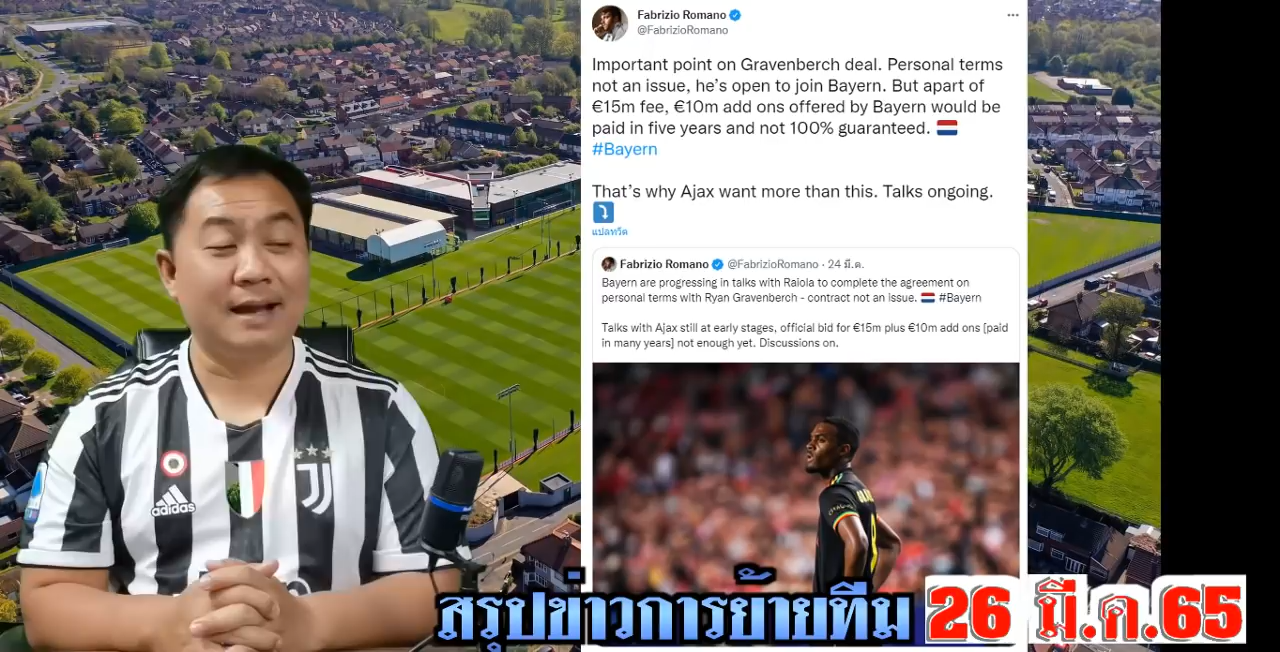 Fabrizio Romano
@FabrizioRomano
Important point on Gravenberch deal. Personal terms
not an issue, he's open to join Bayern. But apart of
€15m fee, €10m add ons offered by Bayern would be
paid in five years and not 100% guaranteed. 🇳🇱
#Bayern
That's why Ajax want more than this. Talks ongoing.
⤵️
แปลทวีต
Fabrizio Romano @FabrizioRomano · 24 มี.ค.
Bayern are progressing in talks with Raiola to complete the agreement on
personal terms with Ryan Gravenberch - contract not an issue. 🇳🇱 #Bayern
Talks with Ajax still at early stages, official bid for €15m plus €10m add ons [paid
in many years] not enough yet. Discussions on.
adidas
สรุปข่าวการย้ายทีม 26 มี.ค.65